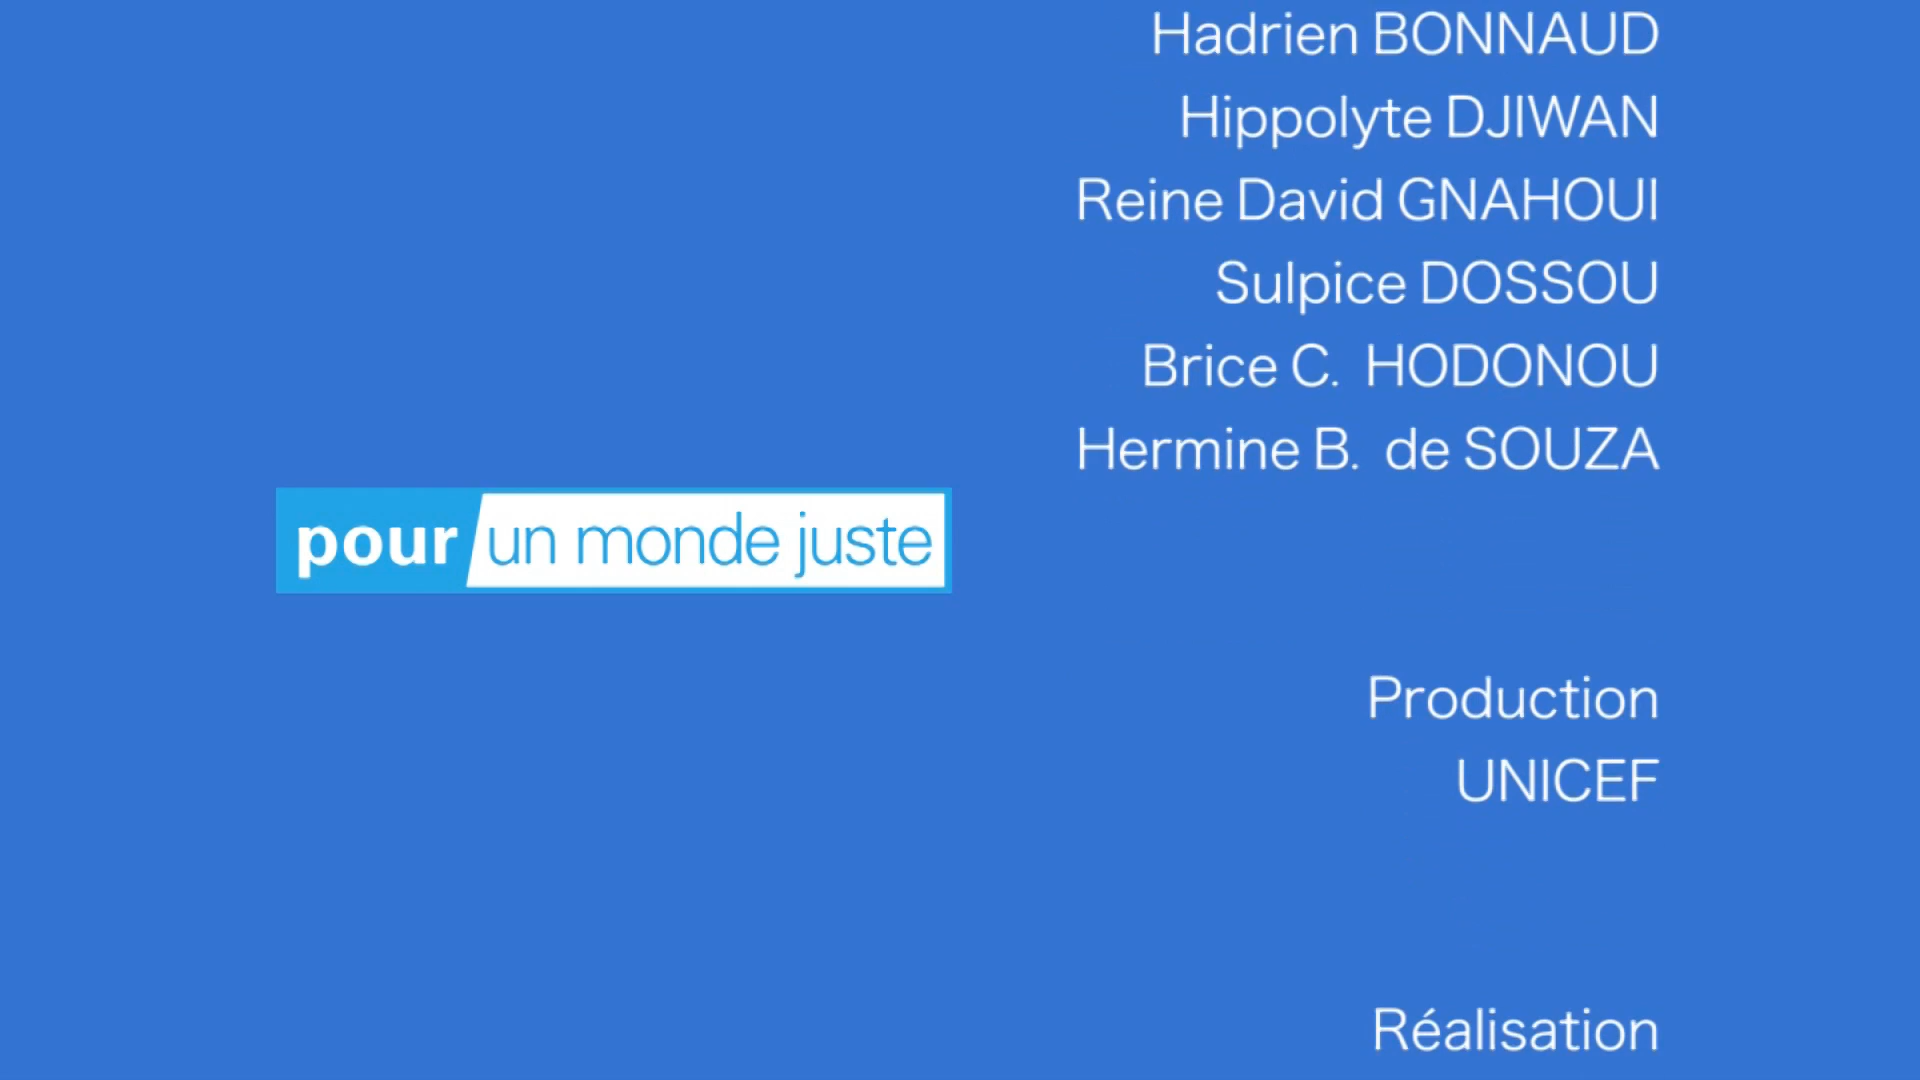 Hadrien BONNAUD
Hippolyte DJIWAN
Reine David GNAHOUI
Sulpice DOSSOU
Brice C. HODONOU
Hermine B. de SOUZA
pour un monde juste
Production
UNICEF
Réalisation